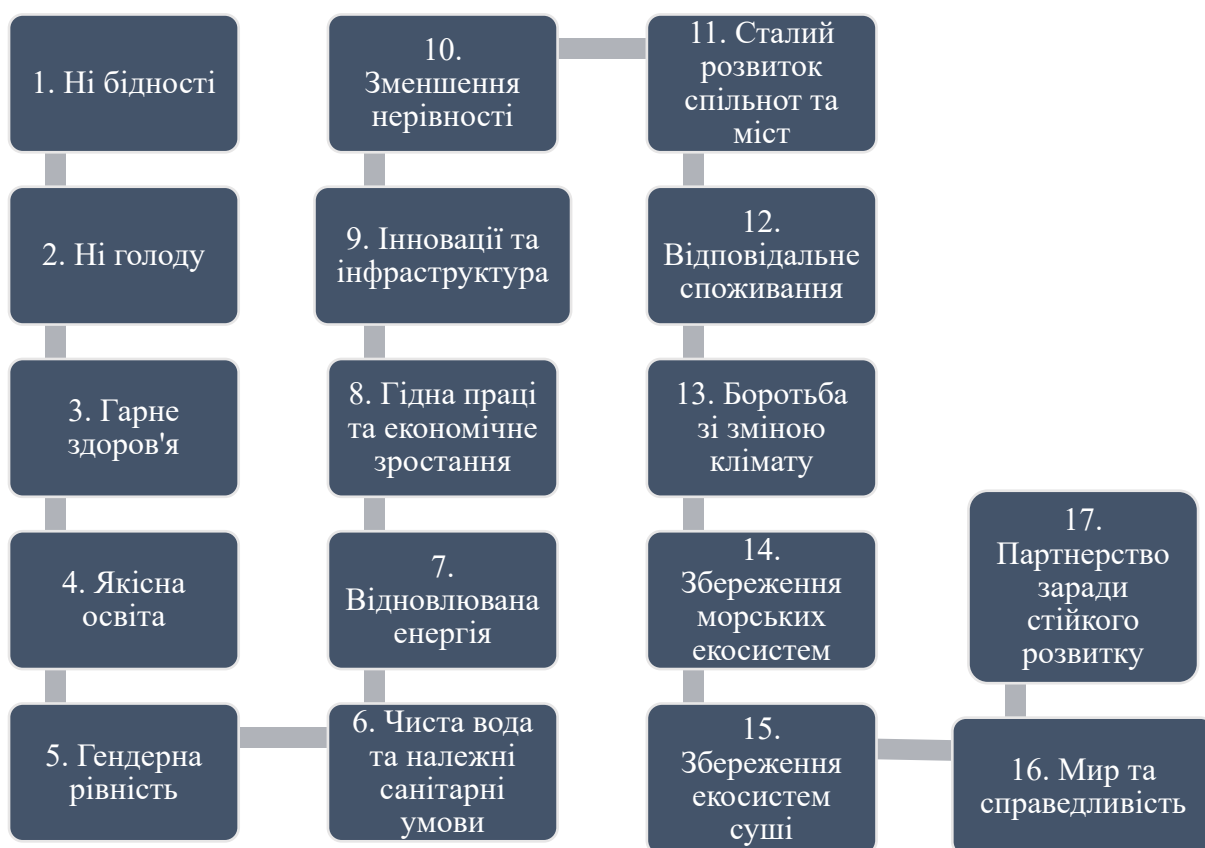 1. Ні бідності
2. Ні голоду
3. Гарне
здоров'я
4. Якісна
освіта
5. Гендерна
рівність
6. Чиста вода
та належні
санітарні
умови
7.
Відновлювана
енергія
8. Гідна праці
та економічне
зростання
9. Інновації та
інфраструктура
10.
Зменшення
нерівності
11. Сталий
розвиток
спільнот та
міст
12.
Відповідальне
споживання
13. Боротьба
зі зміною
клімату
14.
Збереження
морських
екосистем
15.
Збереження
екосистем
суші
16. Мир та
справедливість
17.
Партнерство
заради
стійкого
розвитку